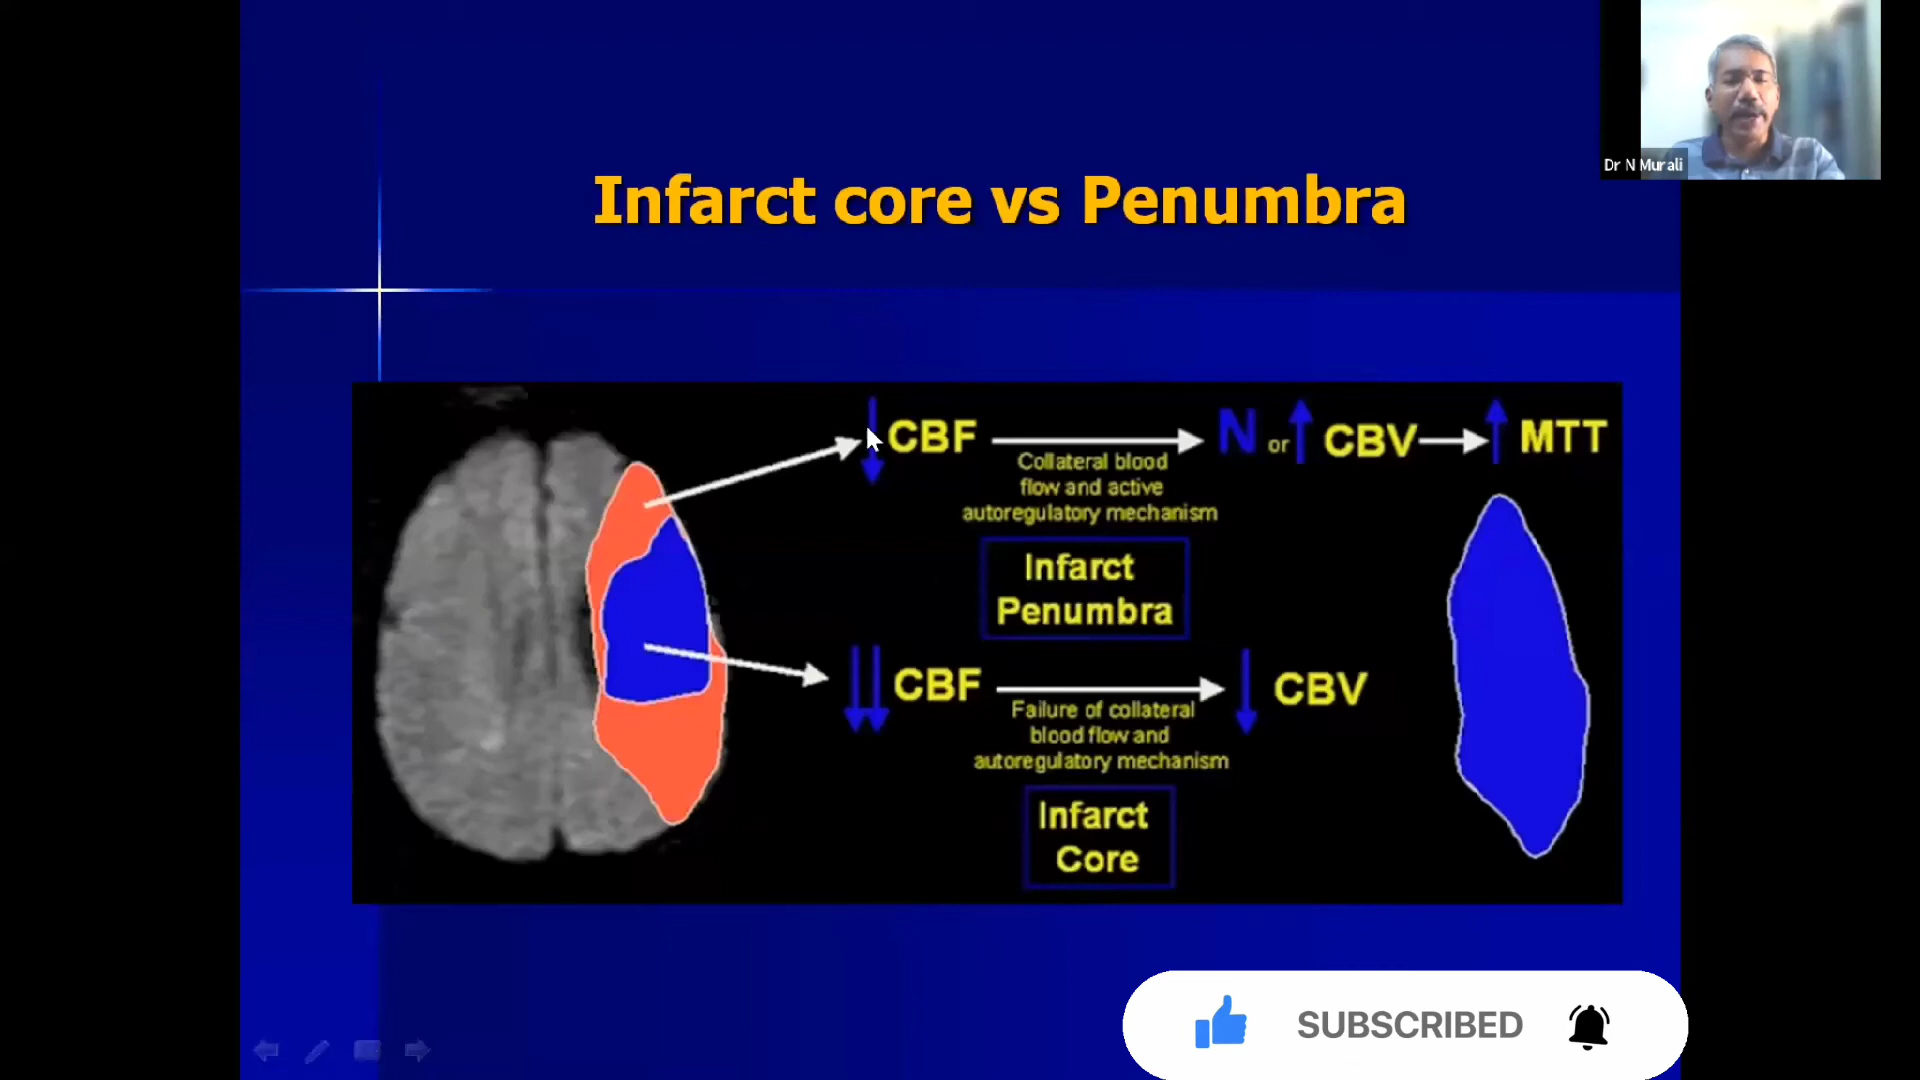 Dr N Murali
Infarct core vs Penumbra
CBF
N or CBV
MTT
Collateral blood
flow and active
autoregulatory mechanism
Infarct
Penumbra
CBF
CBV
Failure of collateral
blood flow and
autoregulatory mechanism
Infarct
Core
SUBSCRIBED